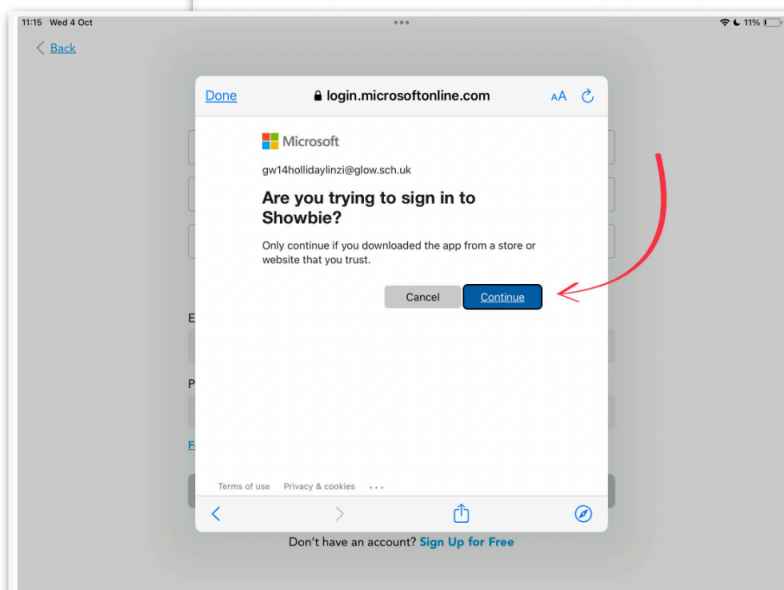 11:15 Wed 4 Oct
11%
Back
Done
login.microsoftonline.com
AA
Microsoft
gw14hollidaylinzi@glow.sch.uk
Are you trying to sign in to
Showbie?
Only continue if you downloaded the app from a store or
website that you trust.
Cancel Continue
E
P
F
Terms of use Privacy & cookies ...
Don't have an account? Sign Up for Free